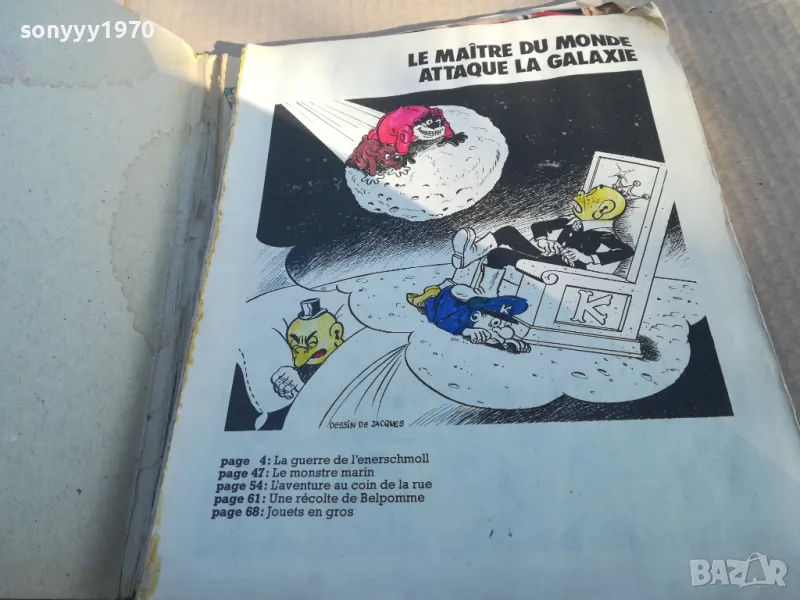 sonyyy1970
LE MAÎTRE DU MONDE
ATTAQUE LA GALAXIE
K
K
DESSIN DE JACQUES
page 4: La guerre de l'enerschmoll
page 47: Le monstre marin
page 54: L'aventure au coin de la rue
page 61: Une récolte de Belpomme
page 68: Jouets en gros
BAZAR